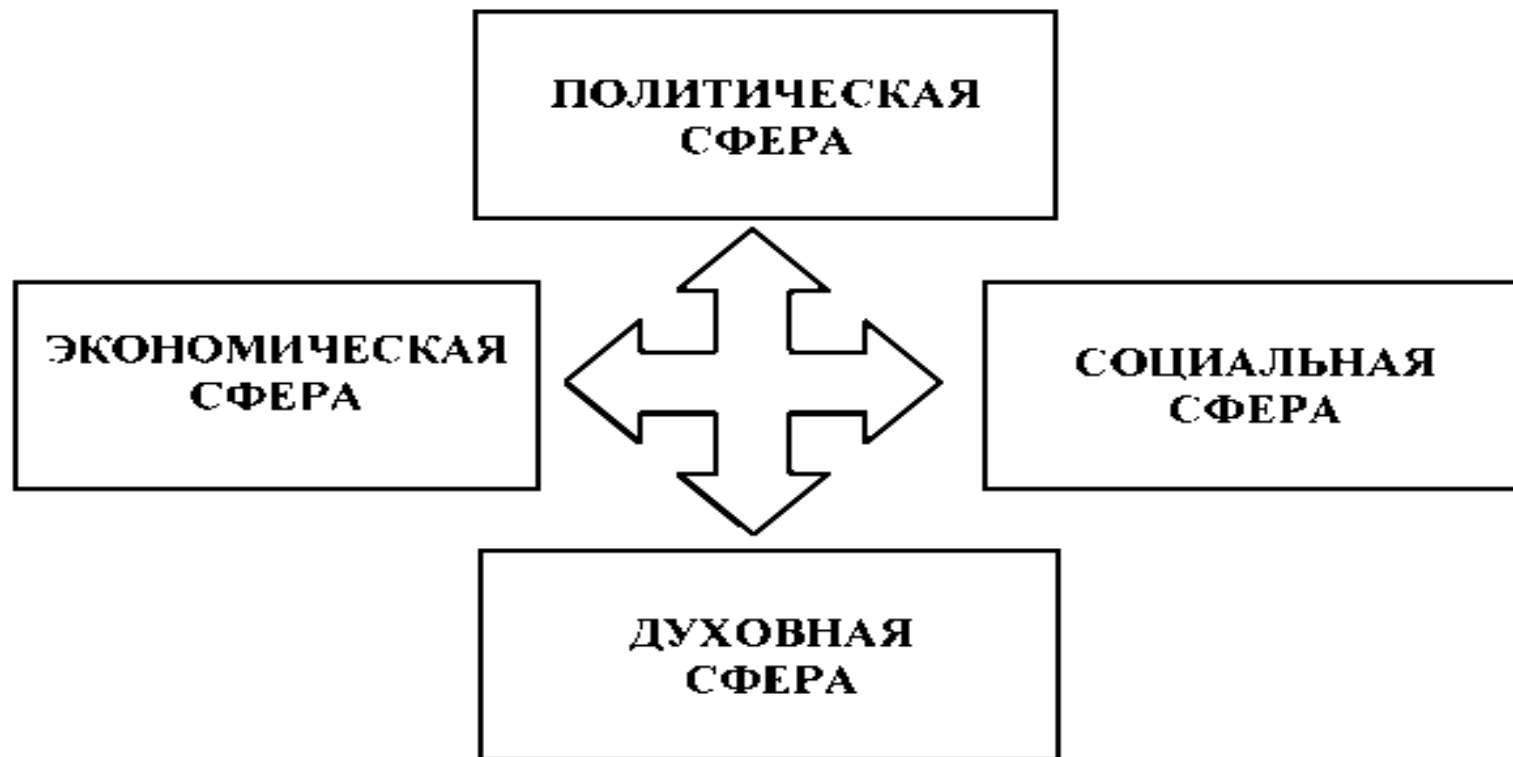 ПОЛИТИЧЕСКАЯ
СФЕРА
ЭКОНОМИЧЕСКАЯ
СФЕРА
СОЦИАЛЬНАЯ
СФЕРА
ДУХОВНАЯ
СФЕРА